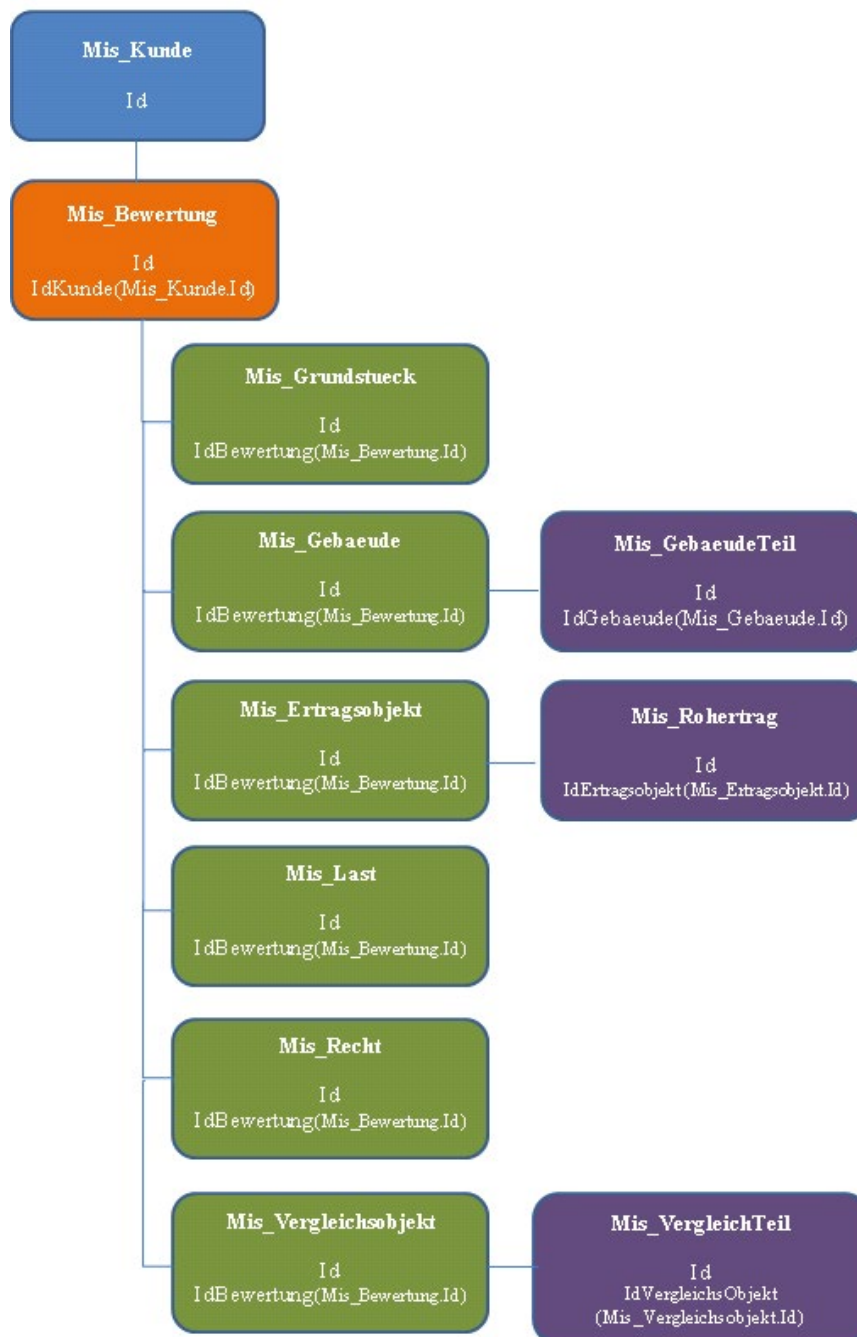 Mis_Kunde
Id
Mis_Bewertung
Id
IdKunde(Mis_Kunde.Id)
Mis_Grundstueck
Id
IdBewertung(Mis_Bewertung.Id)
Mis_Gebaeude
Id
IdBewertung(Mis_Bewertung.Id)
Mis_GebaeudeTeil
Id
IdGebaeude(Mis_Gebaeude.Id)
Mis_Ertragsobjekt
Id
IdBewertung(Mis_Bewertung.Id)
Mis_Rohertrag
Id
IdErtragsobjekt(Mis_Ertragsobjekt.Id)
Mis_Last
Id
IdBewertung(Mis_Bewertung.Id)
Mis_Recht
Id
IdBewertung(Mis_Bewertung.Id)
Mis_Vergleichsobjekt
Id
IdBewertung(Mis_Bewertung.Id)
Mis_VergleichTeil
Id
IdVergleichsObjekt
(Mis_Vergleichsobjekt.Id)